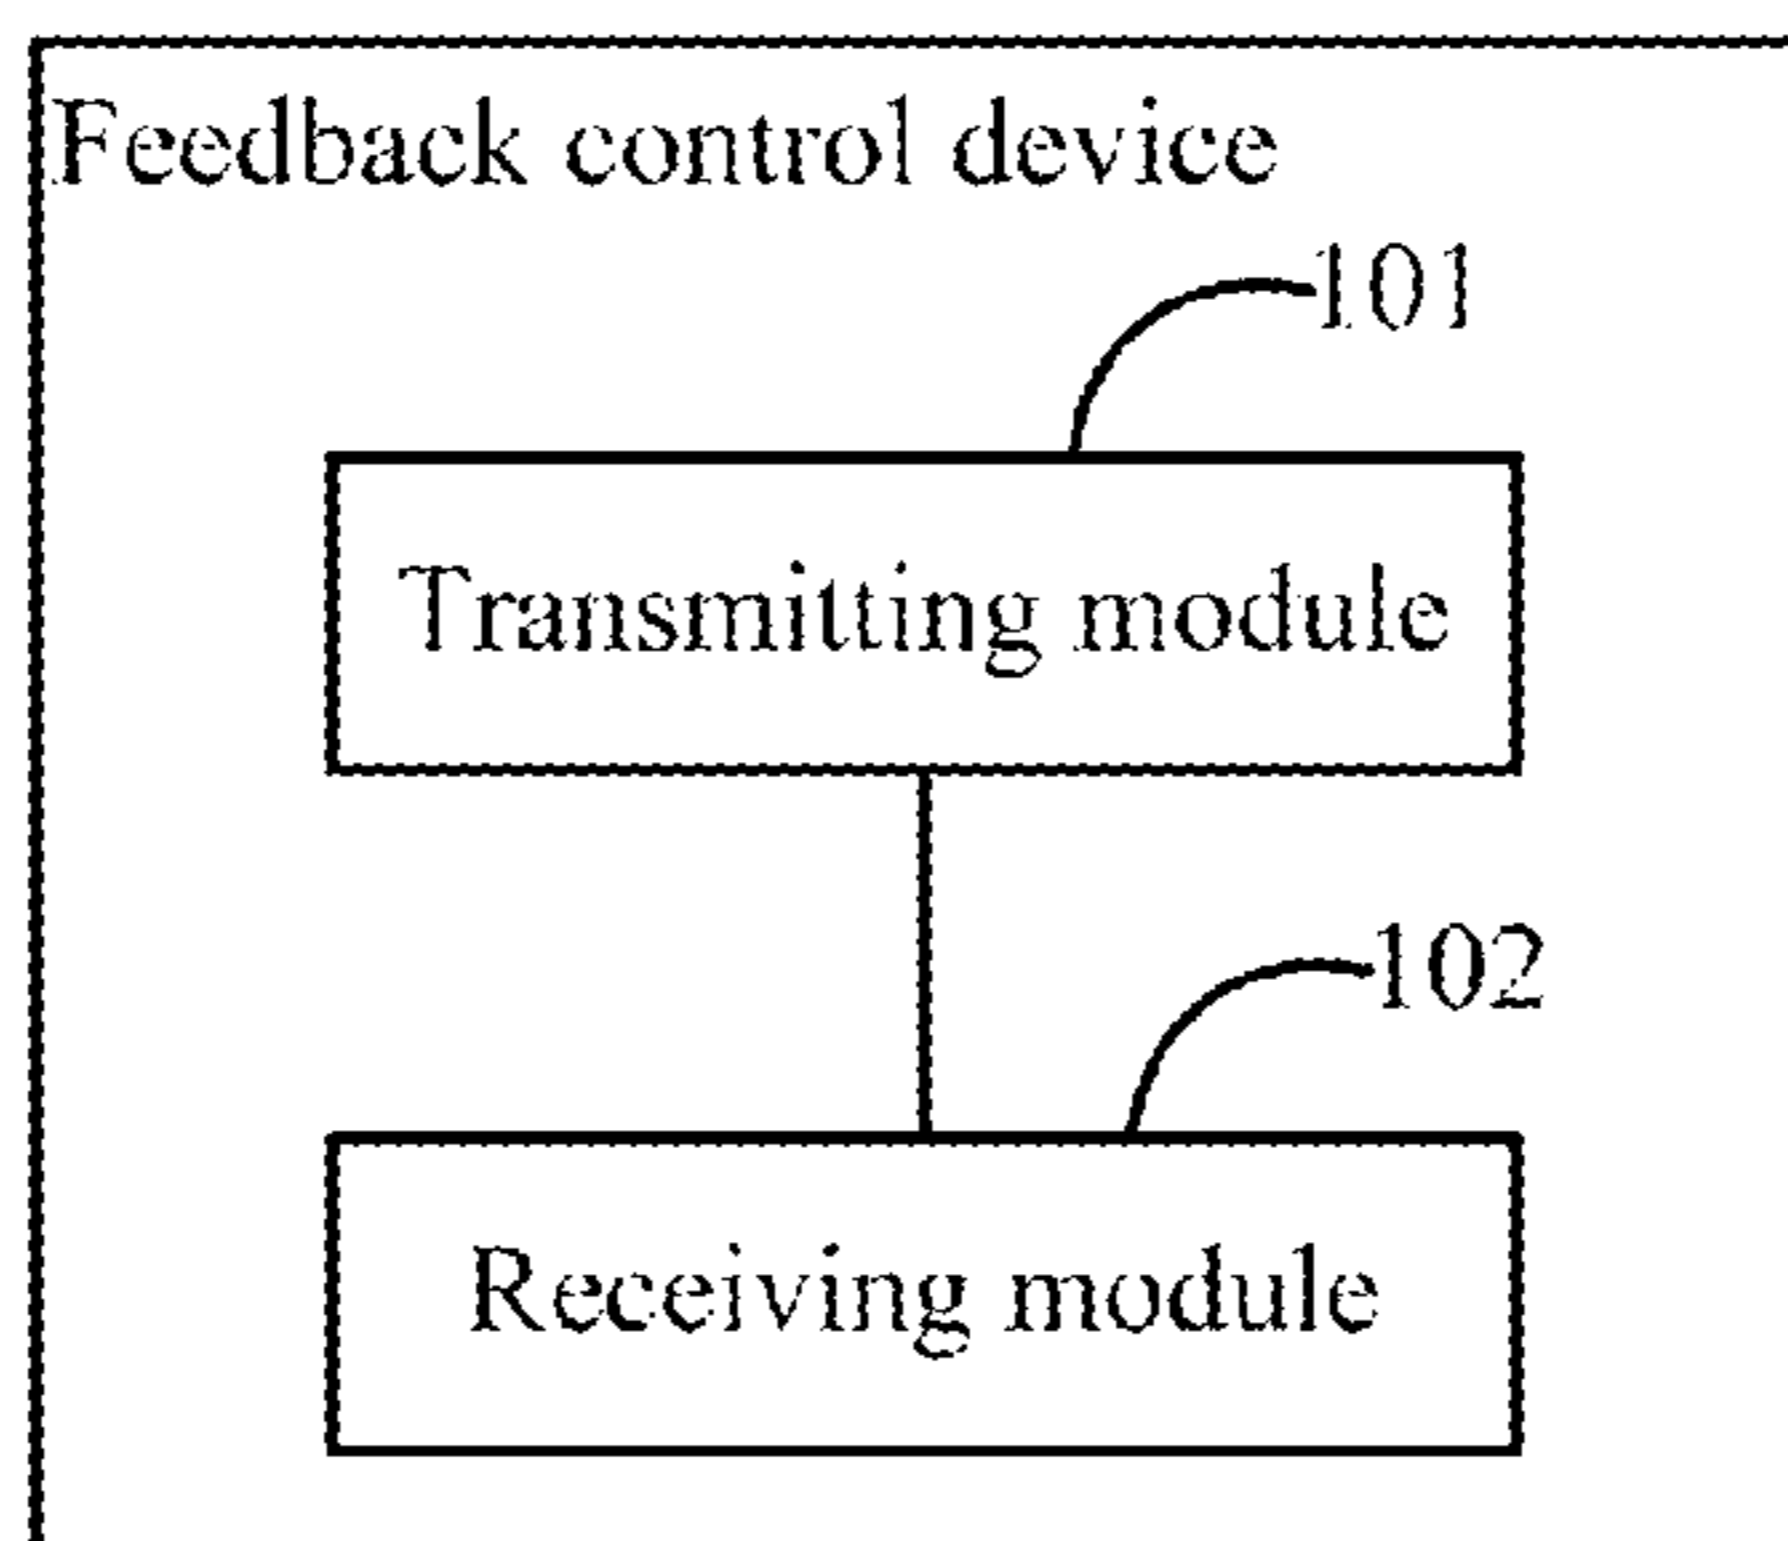 Feedback control device
101
Transmitting module
102
Receiving module